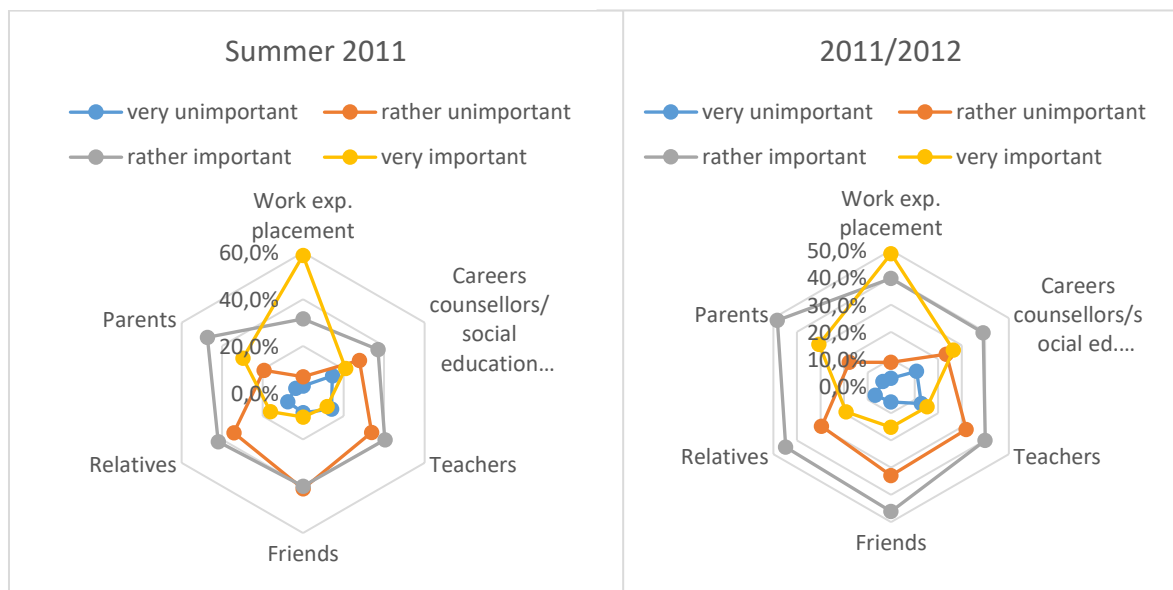 Summer 2011
very unimportant
rather unimportant
rather important
very important
Work exp.
placement
60,0%
40,0%
20,0%
0,0%
Careers
counsellors/
social
education...
Teachers
Friends
Relatives
Parents
2011/2012
very unimportant
rather unimportant
rather important
very important
Work exp.
placement
50,0%
40,0%
30,0%
20,0%
10,0%
0,0%
Careers
counsellors/s
ocial ed....
Teachers
Friends
Relatives
Parents